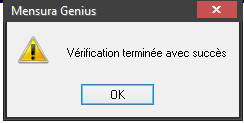 Mensura Genius
Vérification terminée avec succès
OK